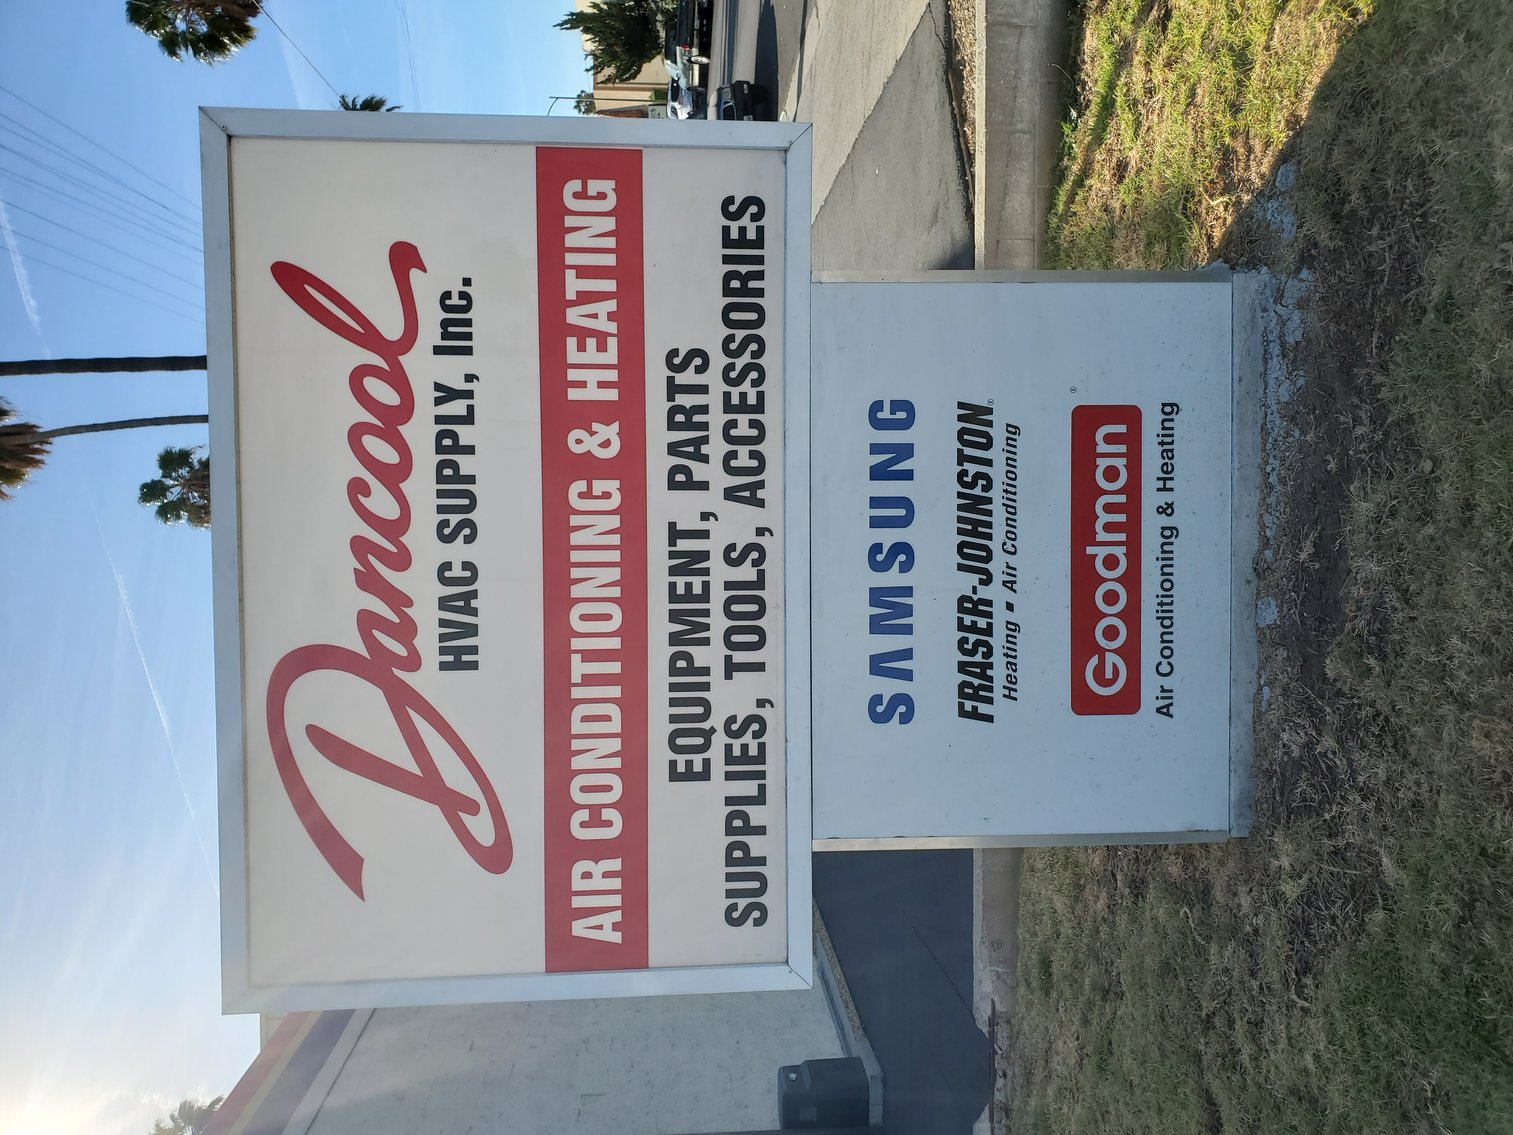 Dancool
HVAC SUPPLY, Inc.
AIR CONDITIONING & HEATING
EQUIPMENT, PARTS
SUPPLIES, TOOLS, ACCESSORIES
SAMSUNG
FRASER-JOHNSTON®
Heating ▪ Air Conditioning
Goodman®
Air Conditioning & Heating